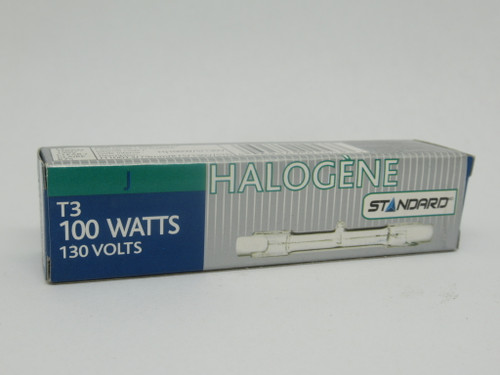 J
HALOGÈNE
T3
100 WATTS
130 VOLTS
STANDARD